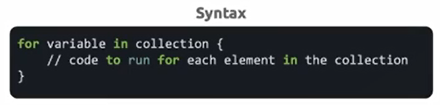 Syntax
for variable in collection {
    // code to run for each element in the collection
}